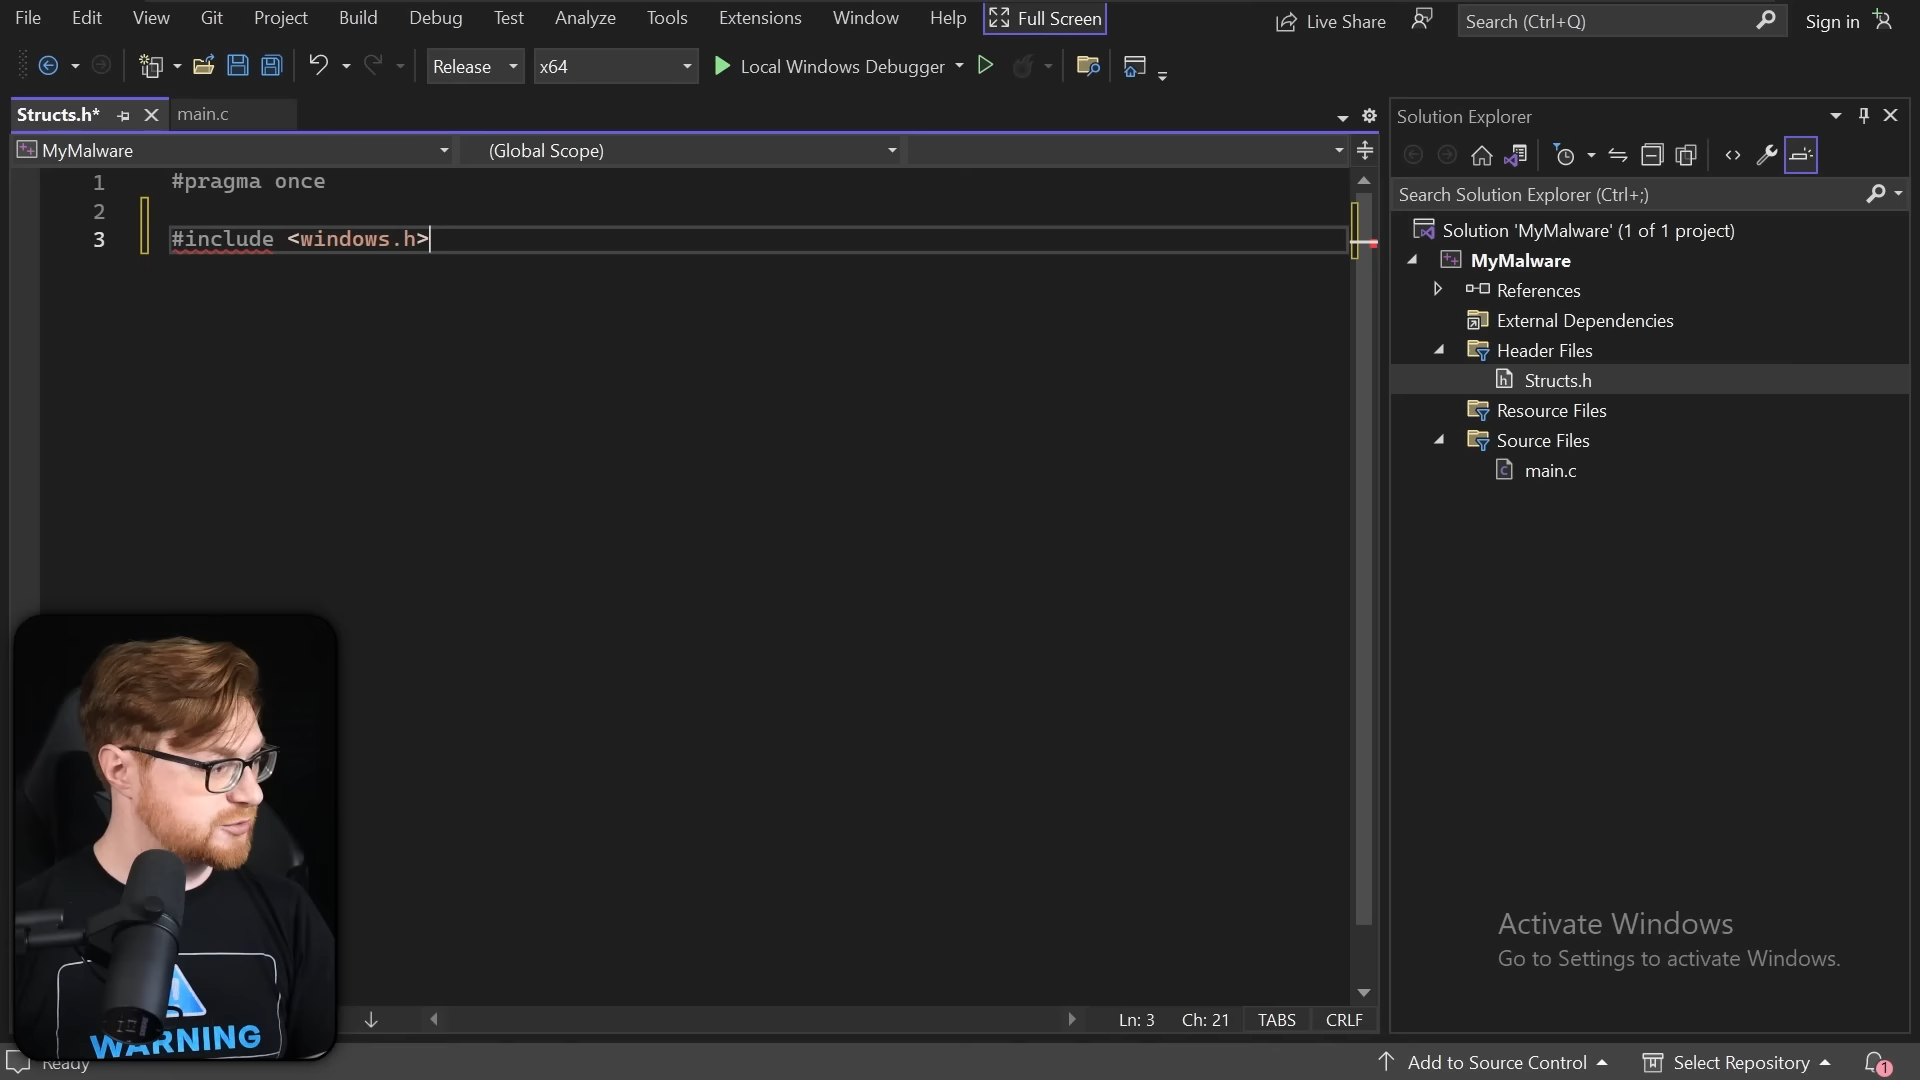 File Edit View Git Project Build Debug Test Analyze Tools Extensions Window Help Full Screen Live Share Search (Ctrl+Q) Sign in
Release x64 Local Windows Debugger
Structs.h* main.c
MyMalware (Global Scope)
1 #pragma once
2
3 #include <windows.h>
Solution Explorer
Search Solution Explorer (Ctrl+;)
Solution 'MyMalware' (1 of 1 project)
MyMalware
References
External Dependencies
Header Files
Structs.h
Resource Files
Source Files
main.c
Activate Windows
Go to Settings to activate Windows.
WARNING
Ln: 3 Ch: 21 TABS CRLF
Ready Add to Source Control Select Repository 1